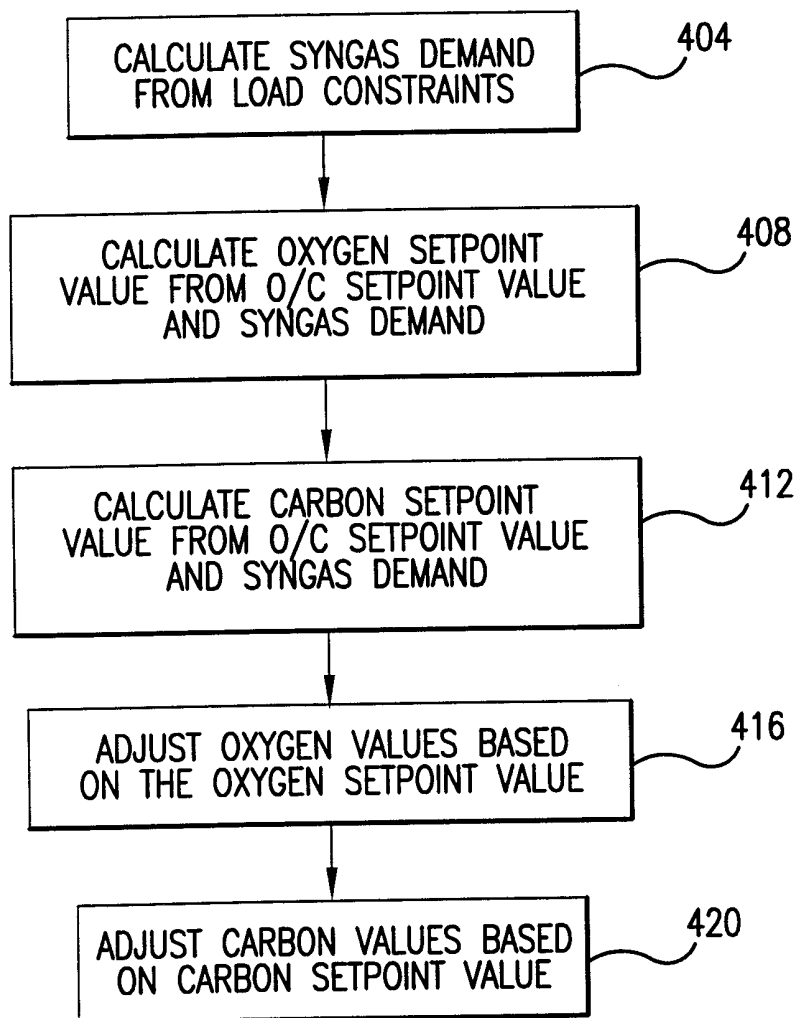 CALCULATE SYNGAS DEMAND
FROM LOAD CONSTRAINTS
404
CALCULATE OXYGEN SETPOINT
VALUE FROM O/C SETPOINT VALUE
AND SYNGAS DEMAND
408
CALCULATE CARBON SETPOINT
VALUE FROM O/C SETPOINT VALUE
AND SYNGAS DEMAND
412
ADJUST OXYGEN VALUES BASED
ON THE OXYGEN SETPOINT VALUE
416
ADJUST CARBON VALUES BASED
ON CARBON SETPOINT VALUE
420